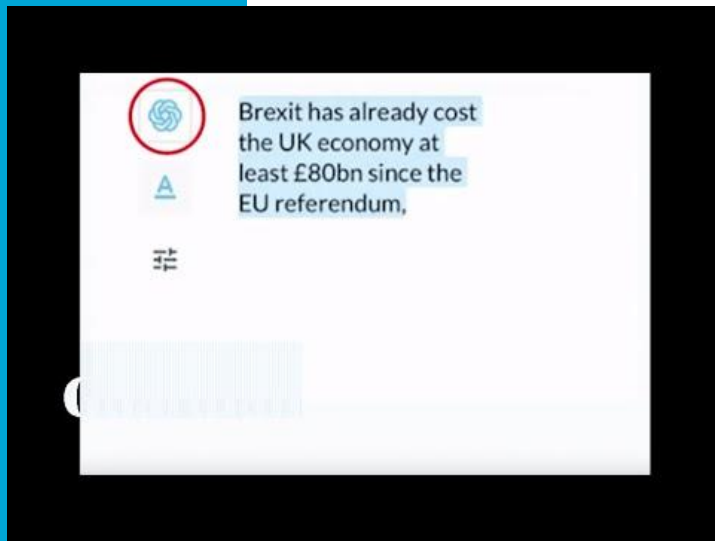 Brexit has already cost
the UK economy at
least £80bn since the
EU referendum,
A